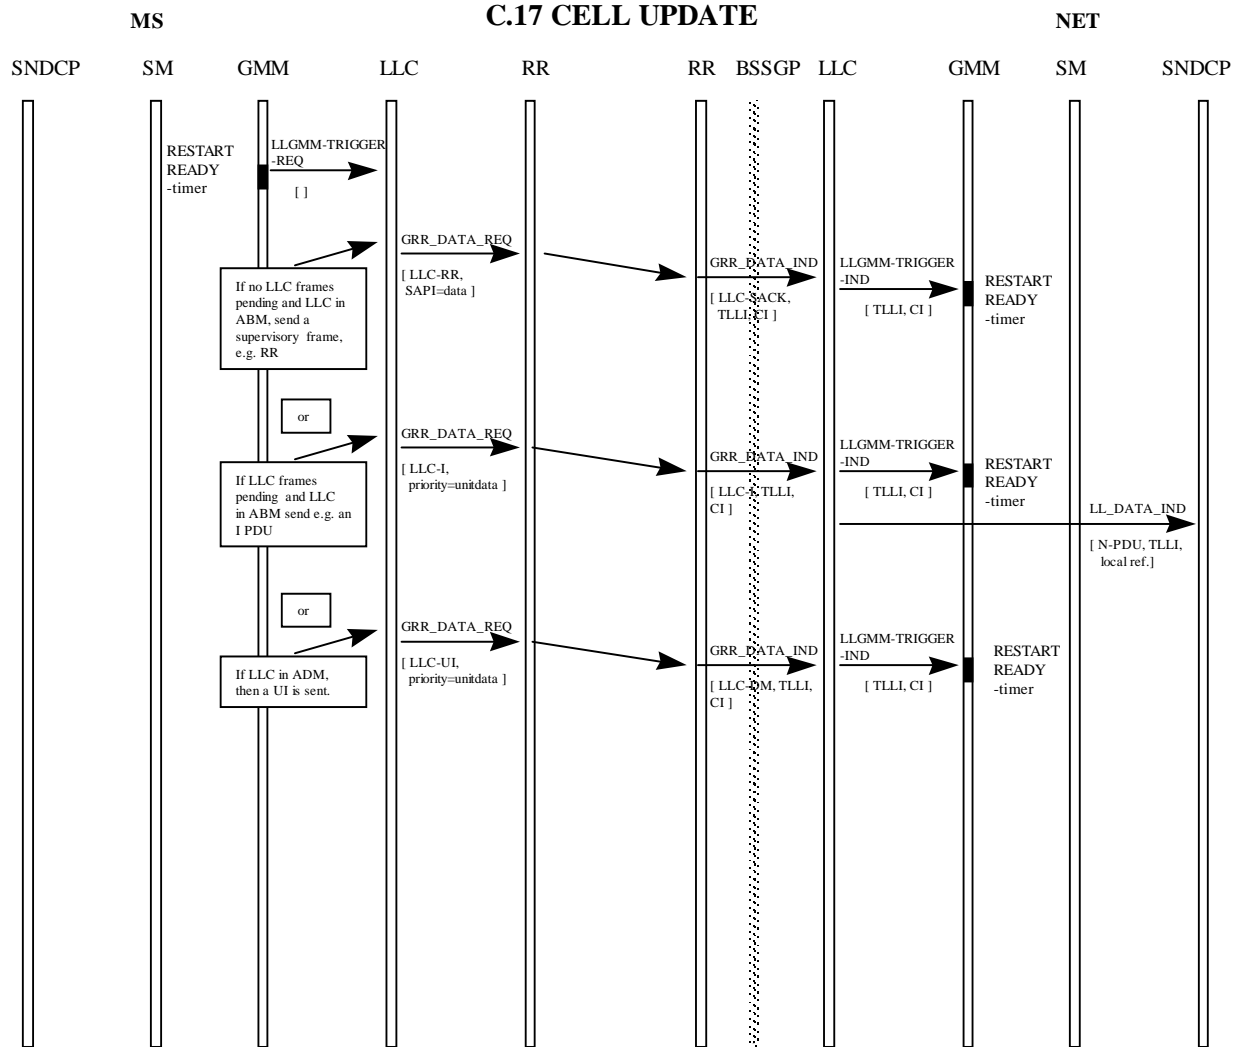 C.17 CELL UPDATE
MS
NET
SNDCP SM GMM LLC RR RR BSSGP LLC GMM SM SNDCP
RESTART
READY
-timer
LLGMM-TRIGGER
-REQ
[ ]
GRR_DATA_REQ
[ LLC-RR,
SAPI=data ]
GRR_DATA_IND
[ LLC-SACK,
TLLI, CI ]
LLGMM-TRIGGER
-IND
[ TLLI, CI ]
RESTART
READY
-timer
If no LLC frames
pending and LLC in
ABM, send a
supervisory frame,
e.g. RR
or
GRR_DATA_REQ
[ LLC-I,
priority=unitdata ]
GRR_DATA_IND
[ LLC-I, TLLI,
CI ]
LLGMM-TRIGGER
-IND
[ TLLI, CI ]
RESTART
READY
-timer
If LLC frames
pending and LLC
in ABM send e.g. an
I PDU
LL_DATA_IND
[ N-PDU, TLLI,
local ref.]
or
GRR_DATA_REQ
[ LLC-UI,
priority=unitdata ]
GRR_DATA_IND
[ LLC-DM, TLLI,
CI ]
LLGMM-TRIGGER
-IND
[ TLLI, CI ]
RESTART
READY
-timer
If LLC in ADM,
then a UI is sent.